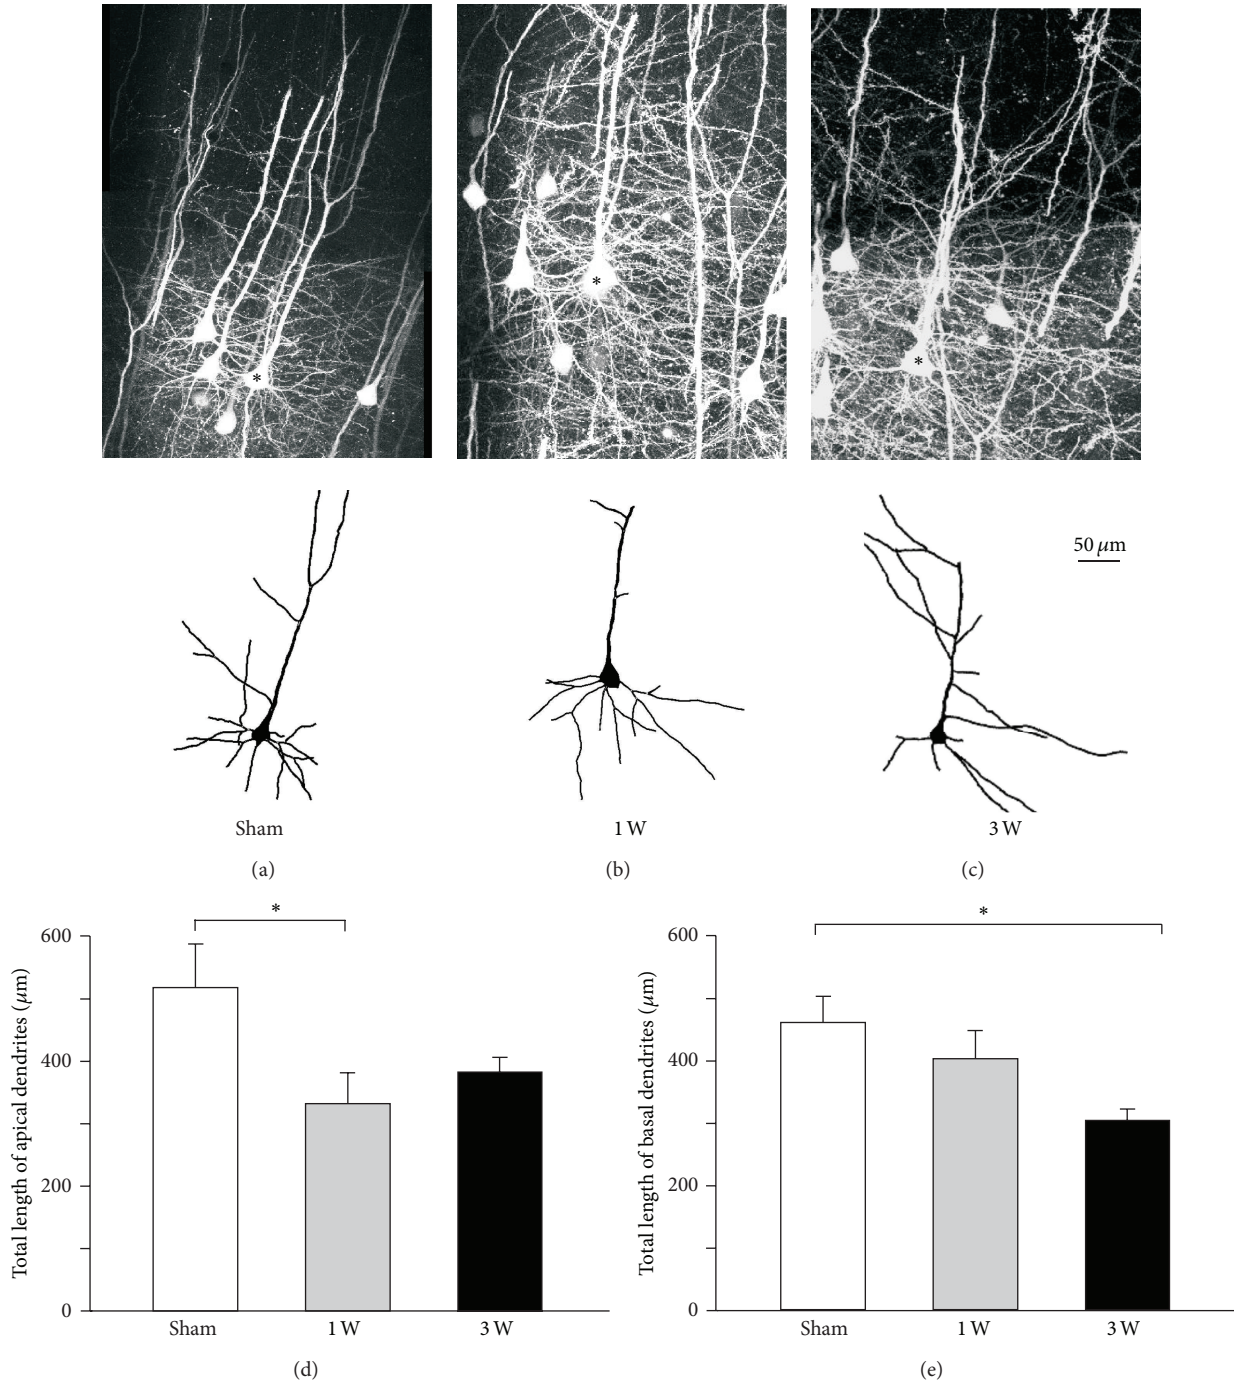 *
*
*
50 μm
Sham
1 W
3 W
(a)
(b)
(c)
*
600
400
200
0
Total length of apical dendrites (μm)
Sham
1 W
3 W
(d)
*
600
400
200
0
Total length of basal dendrites (μm)
Sham
1 W
3 W
(e)